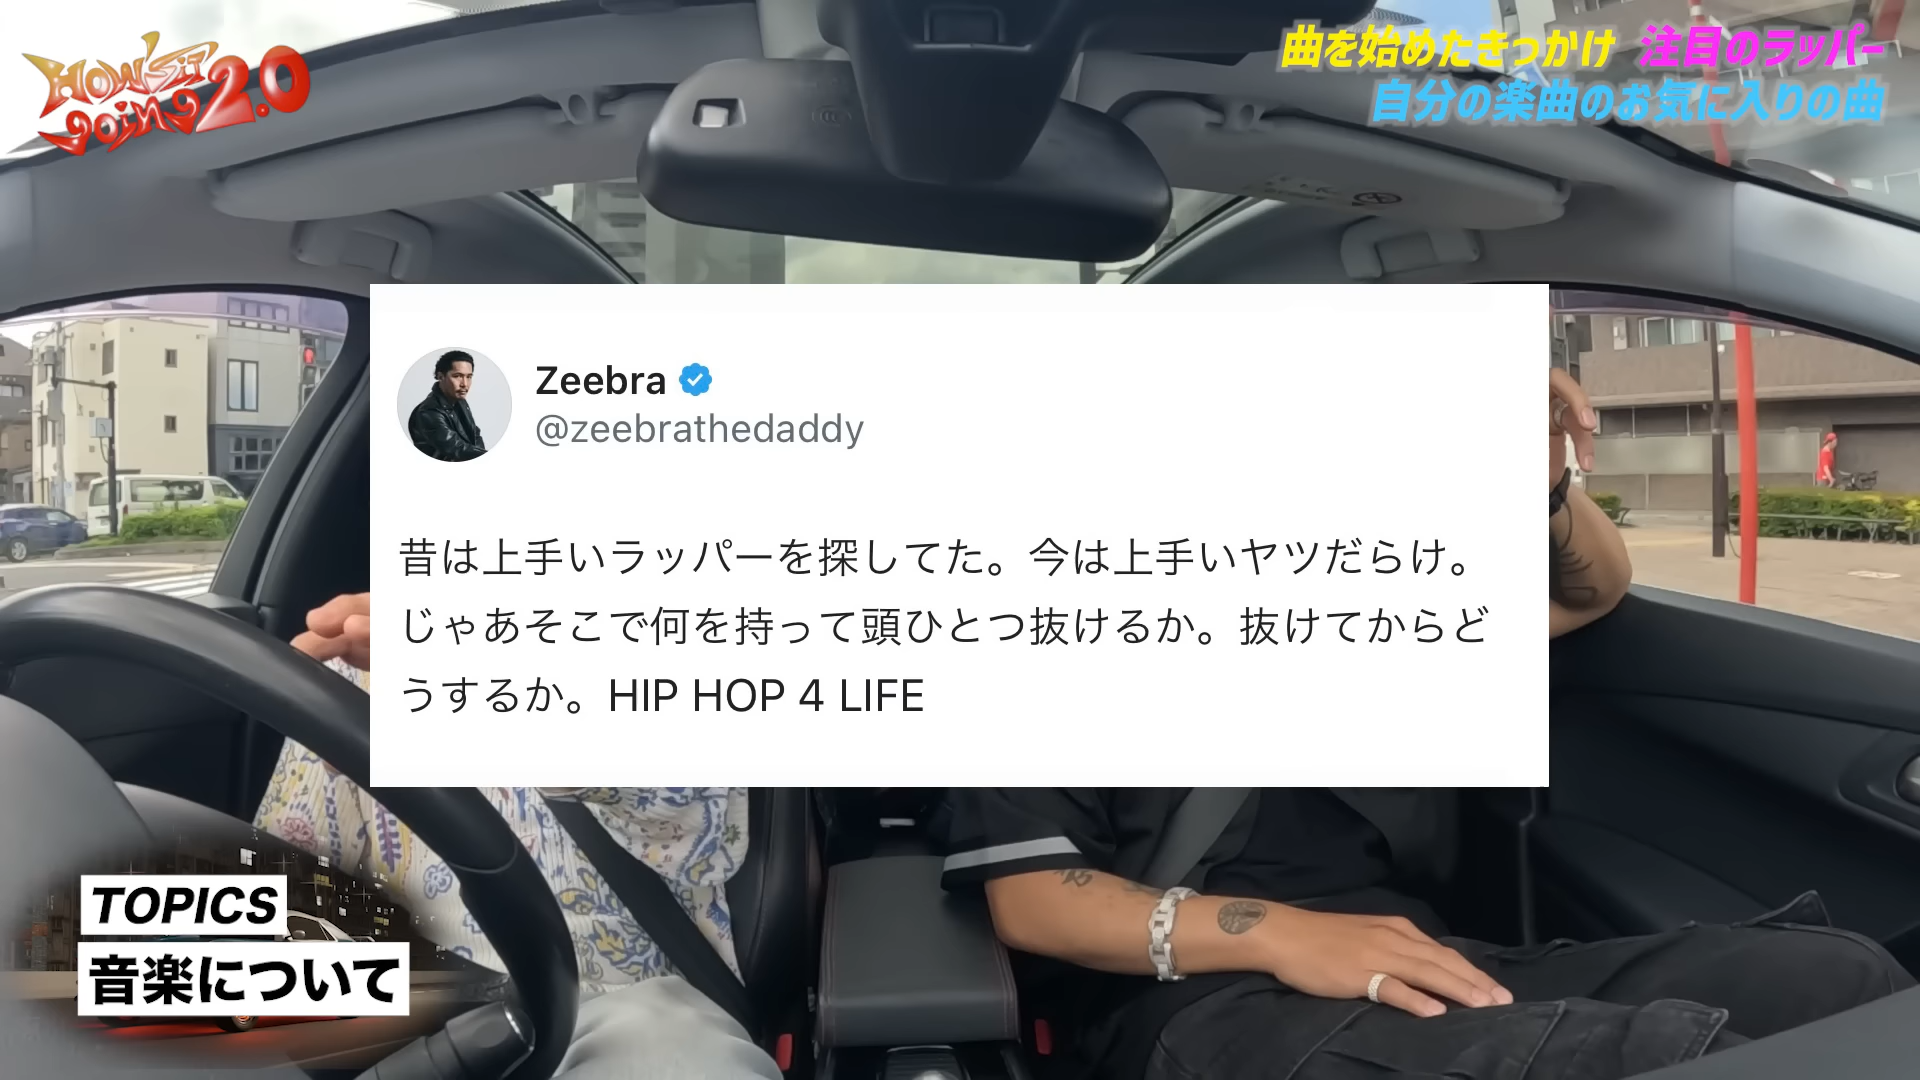 HOW'S iT
going 2.0
曲を始めたきっかけ 注目のラッパー
自分の楽曲のお気に入りの曲
Zeebra
@zeebrathedaddy
昔は上手いラッパーを探してた。今は上手いヤツだらけ。
じゃあそこで何を持って頭ひとつ抜けるか。抜けてからど
うするか。HIP HOP 4 LIFE
TOPICS
音楽について